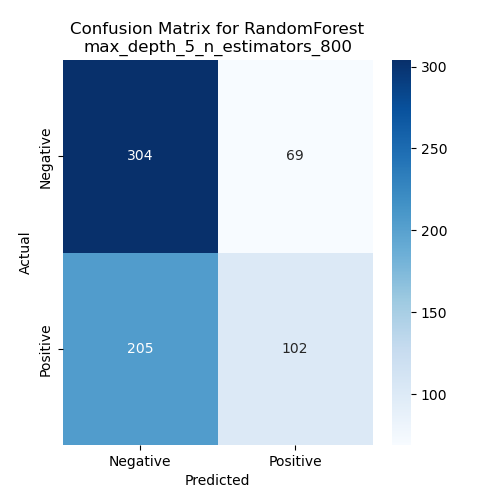 Confusion Matrix for RandomForest
max_depth_5_n_estimators_800
Actual
Negative
Positive
304
69
205
102
Negative
Positive
Predicted
300
250
200
150
100